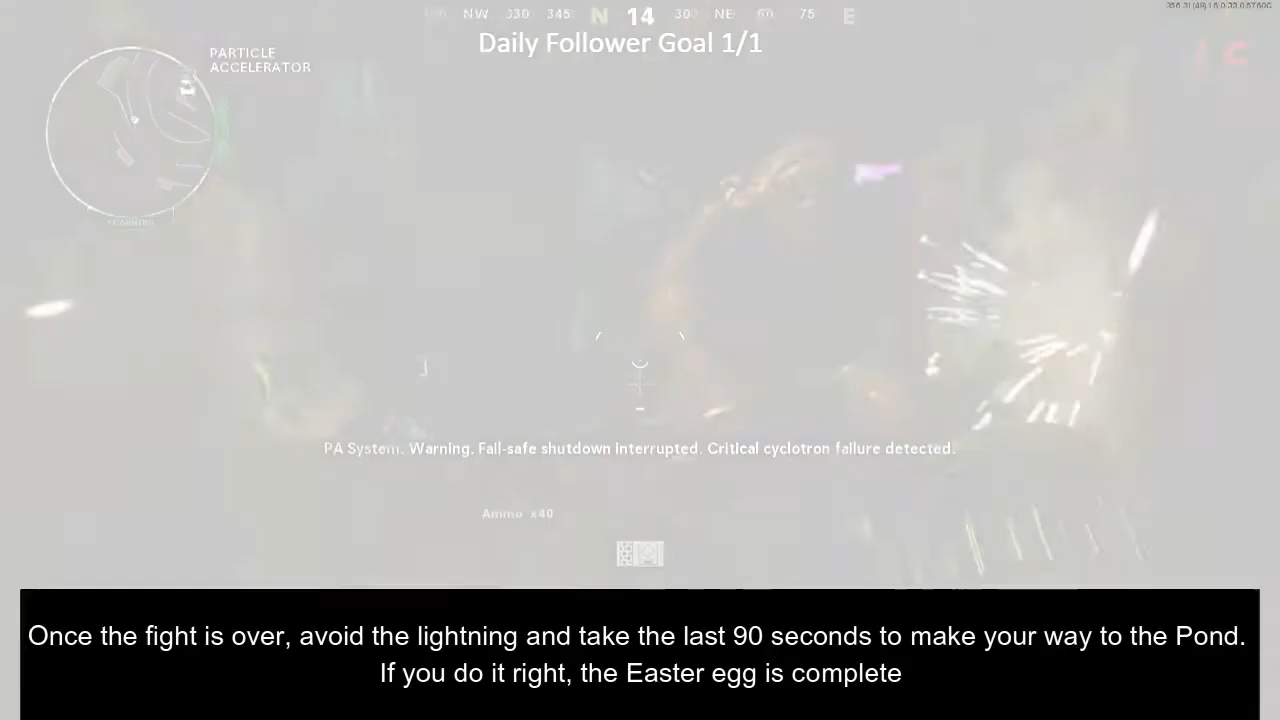 NW 330 345 N 14 30 NE 60 75 E
Daily Follower Goal 1/1
PARTICLE
ACCELERATOR
PA System. Warning. Fail-safe shutdown interrupted. Critical cyclotron failure detected.
Ammo x40
Once the fight is over, avoid the lightning and take the last 90 seconds to make your way to the Pond.
If you do it right, the Easter egg is complete